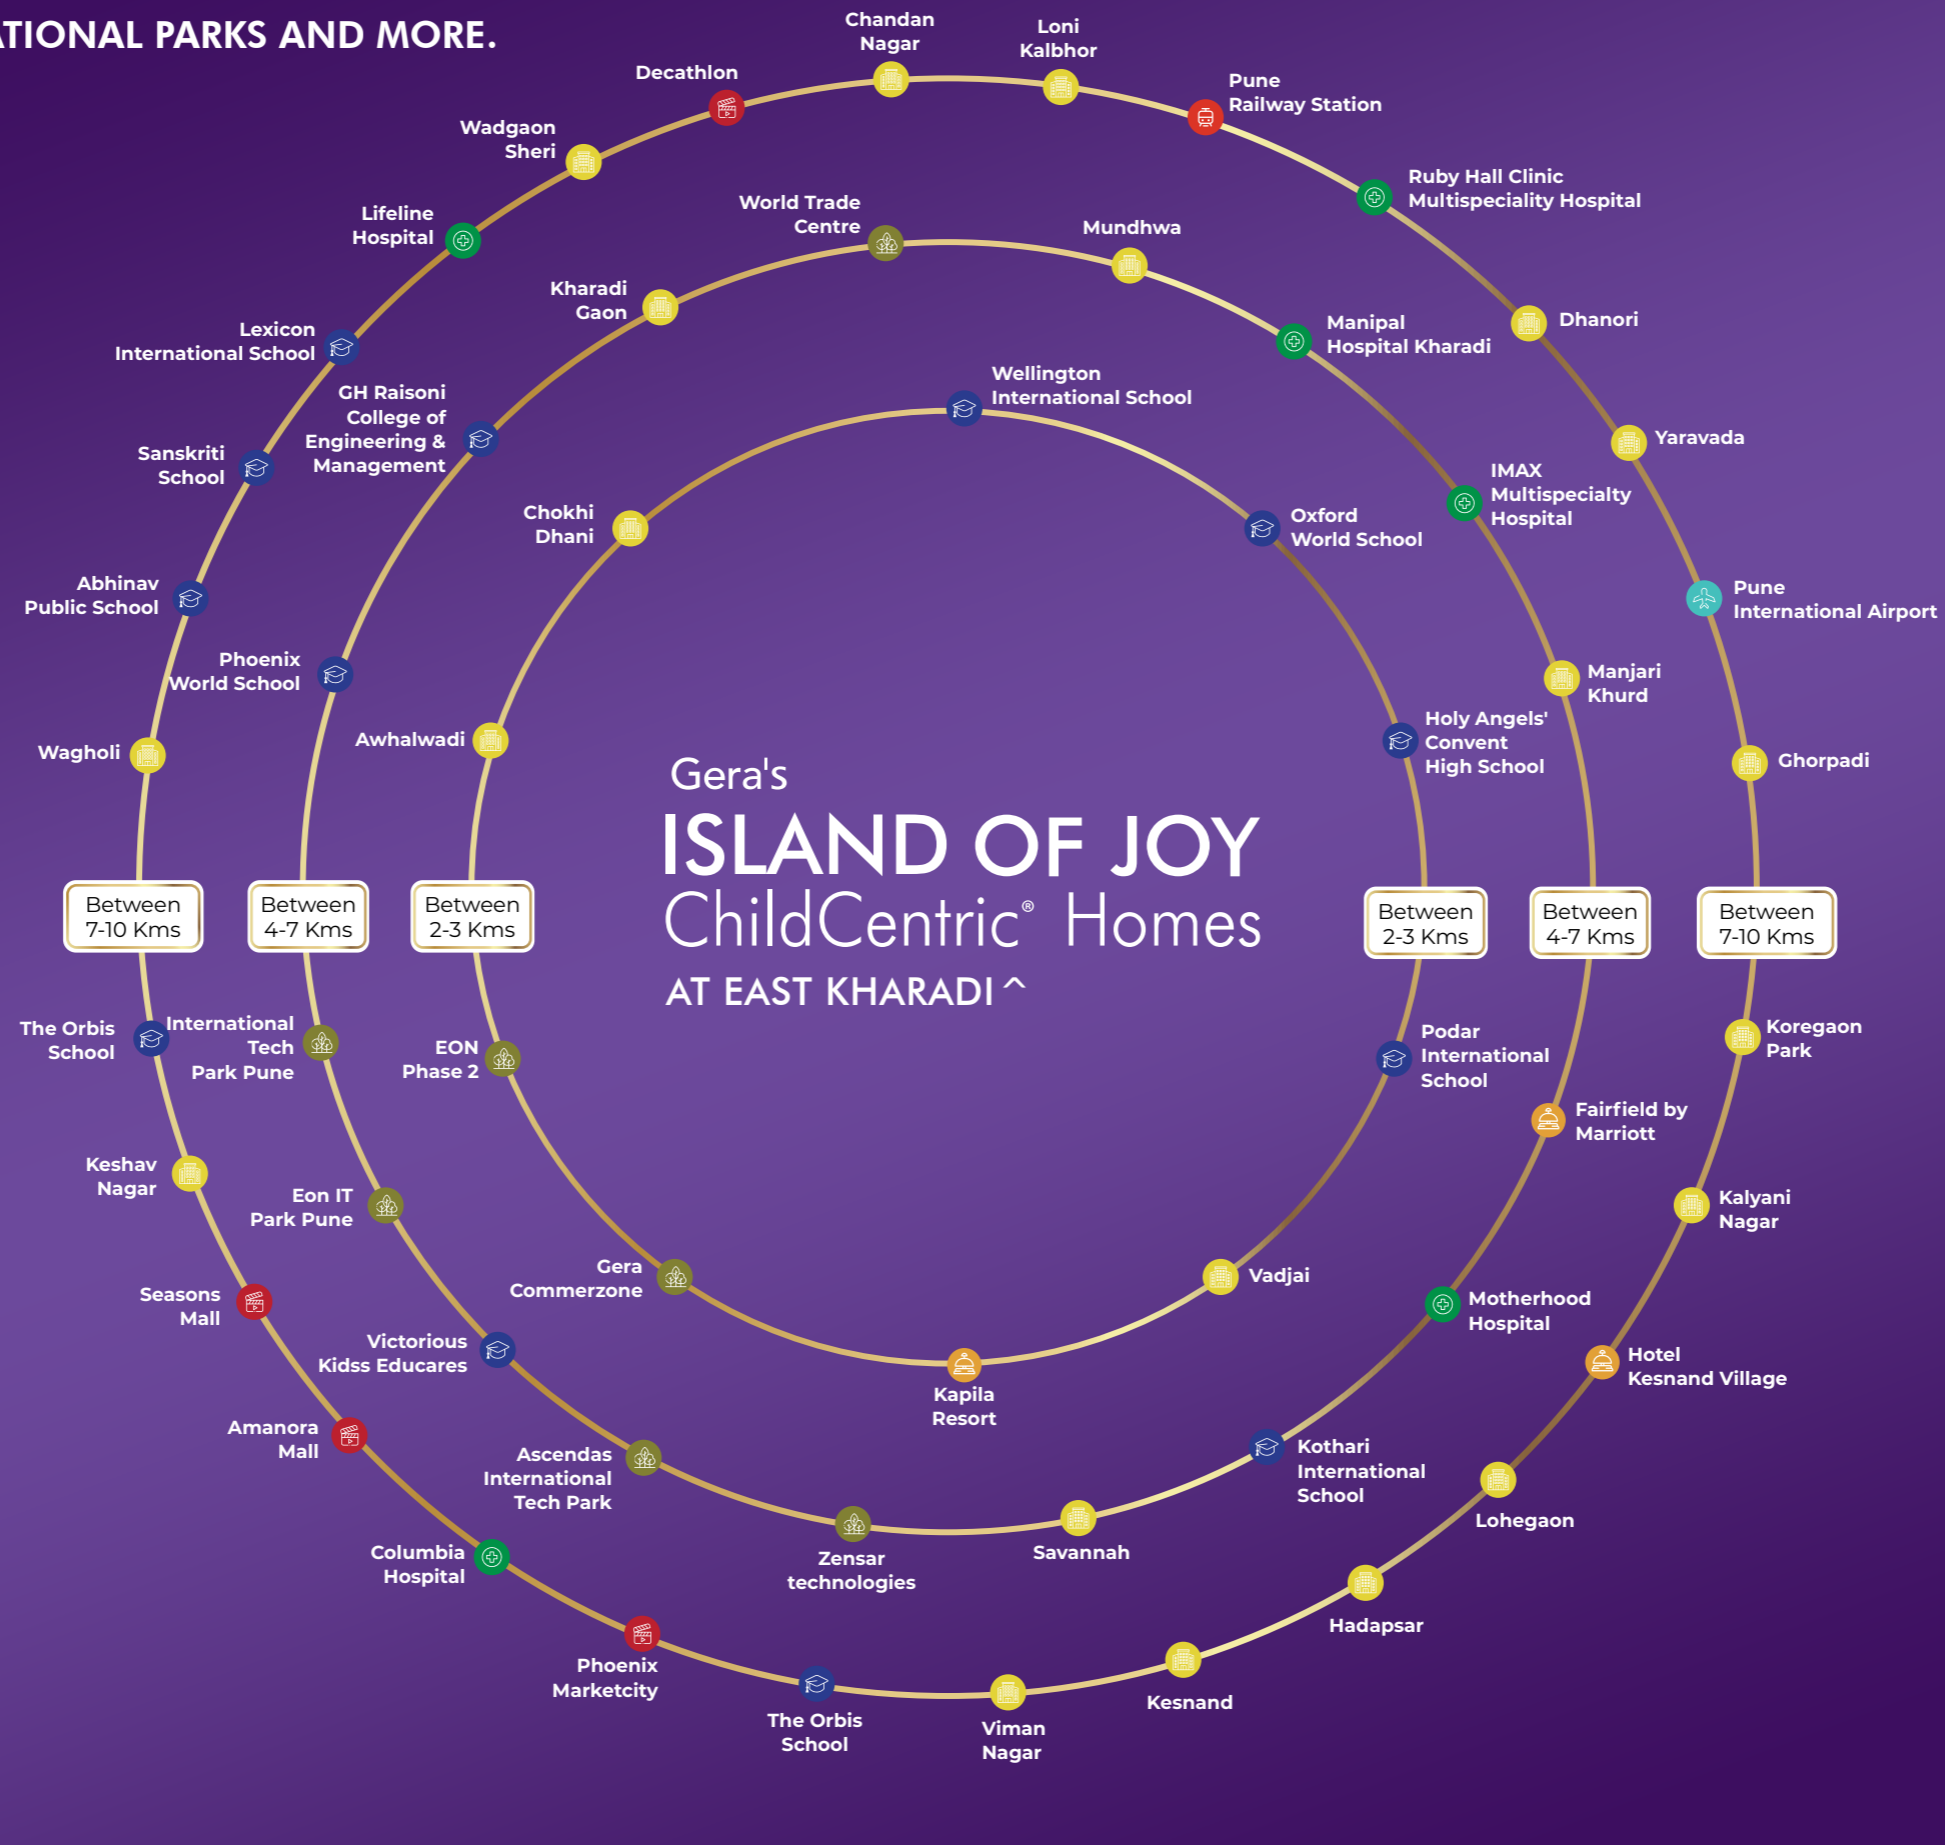 ATIONAL PARKS AND MORE.
Chandan
Nagar
Loni
Kalbhor
Decathlon
Pune
Railway Station
Wadgaon
Sheri
Ruby Hall Clinic
Multispeciality Hospital
Lifeline
Hospital
World Trade
Centre
Mundhwa
Kharadi
Gaon
Manipal
Hospital Kharadi
Dhanori
Lexicon
International School
GH Raisoni
College of
Engineering &
Management
Wellington
International School
Yaravada
Sanskriti
School
IMAX
Multispecialty
Hospital
Chokhi
Dhani
Oxford
World School
Abhinav
Public School
Pune
International Airport
Phoenix
World School
Manjari
Khurd
Wagholi
Awhalwadi
Holy Angels'
Convent
High School
Ghorpadi
Gera's
ISLAND OF JOY
ChildCentric® Homes
AT EAST KHARADI^
Between
7-10 Kms
Between
4-7 Kms
Between
2-3 Kms
Between
2-3 Kms
Between
4-7 Kms
Between
7-10 Kms
The Orbis
School
International
Tech
Park Pune
EON
Phase 2
Podar
International
School
Koregaon
Park
Fairfield by
Marriott
Keshav
Nagar
Eon IT
Park Pune
Kalyani
Nagar
Gera
Commerzone
Vadjai
Seasons
Mall
Motherhood
Hospital
Victorious
Kidss Educares
Hotel
Kesnand Village
Kapila
Resort
Amanora
Mall
Ascendas
International
Tech Park
Kothari
International
School
Lohegaon
Columbia
Hospital
Zensar
technologies
Savannah
Hadapsar
Phoenix
Marketcity
The Orbis
School
Viman
Nagar
Kesnand